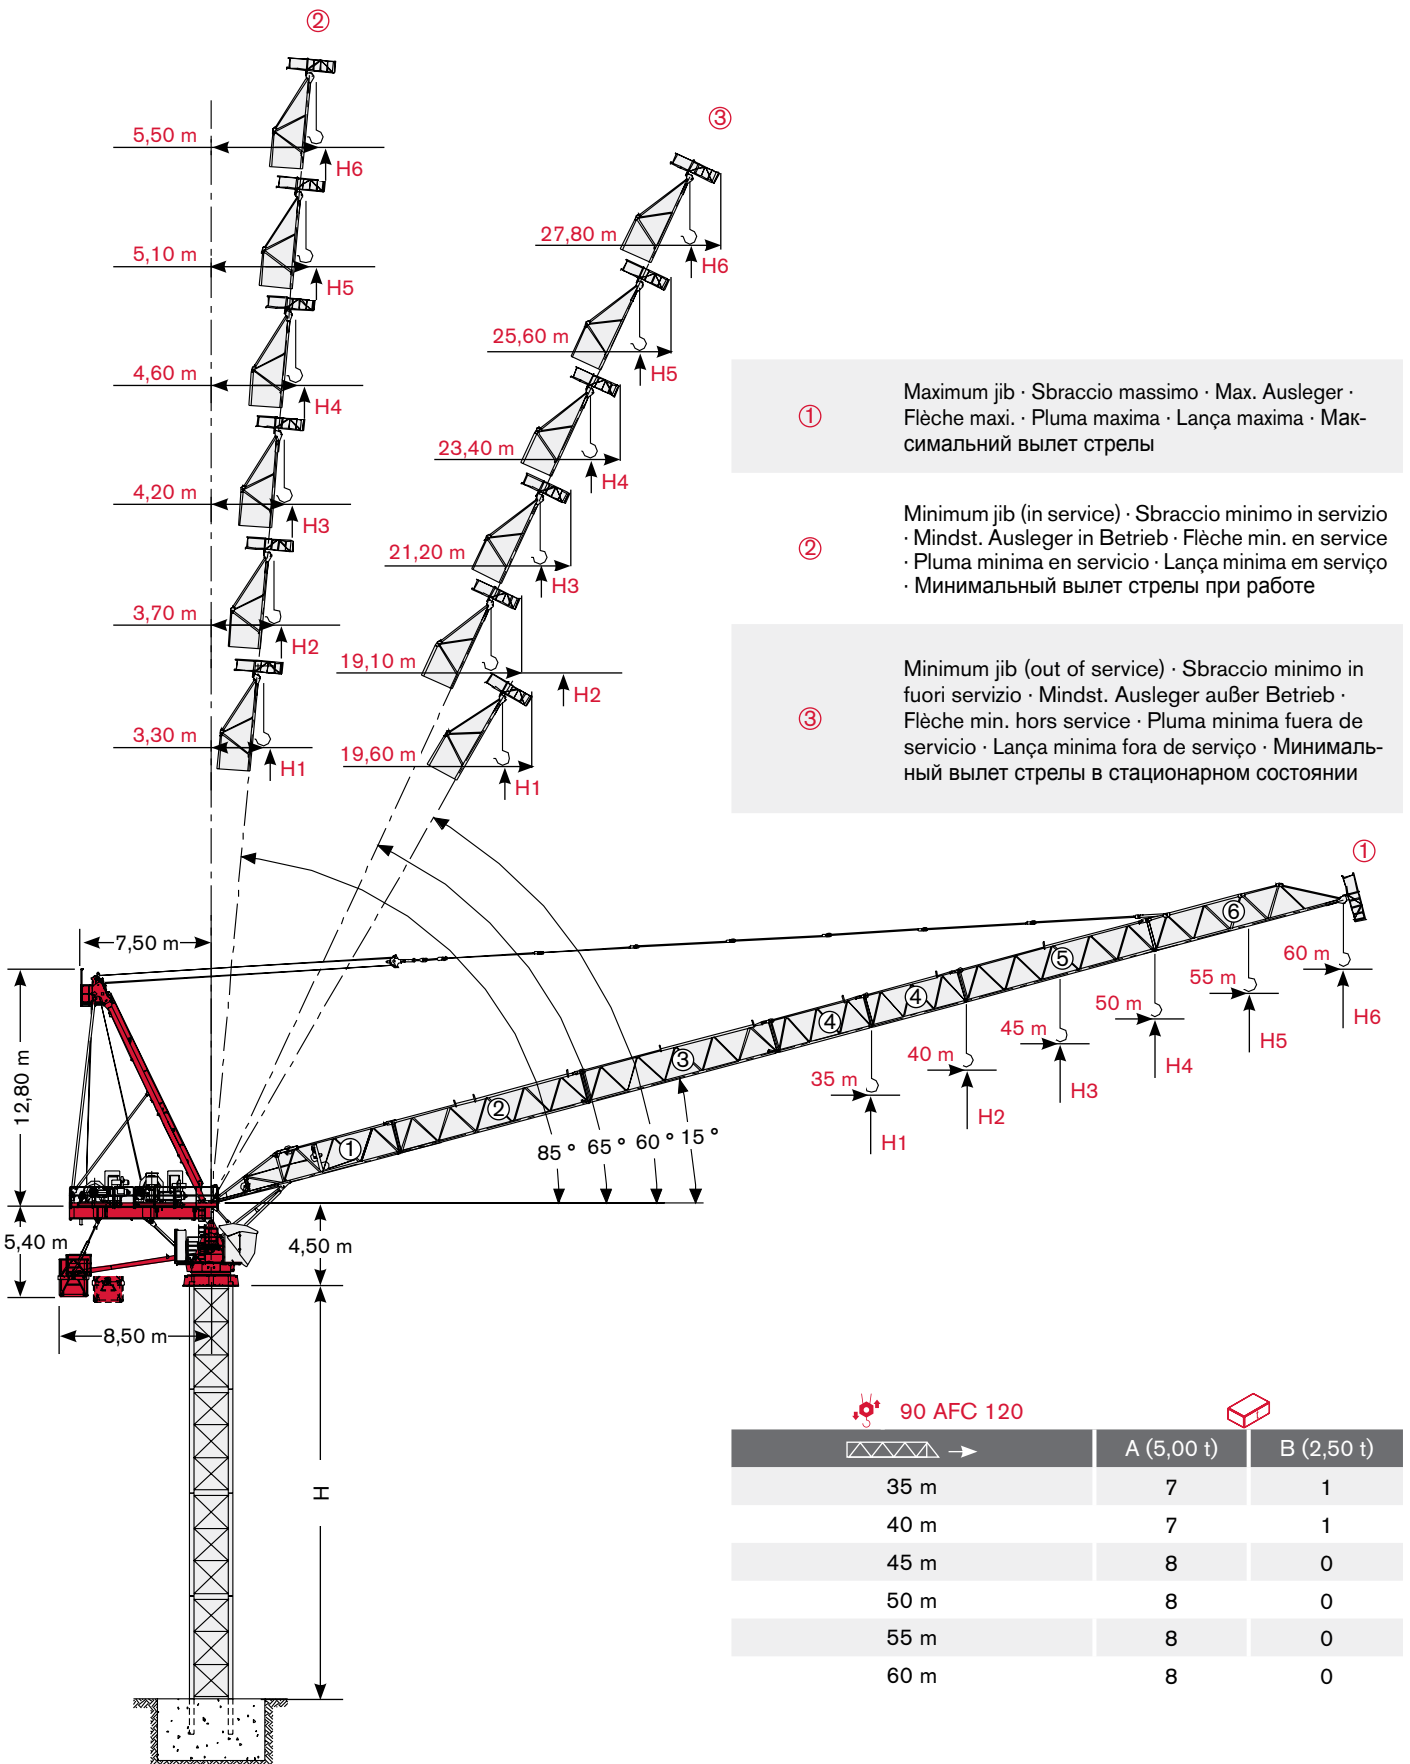 ②
5,50 m
H6
5,10 m
H5
4,60 m
H4
4,20 m
H3
3,70 m
H2
3,30 m
H1
③
27,80 m
H6
25,60 m
H5
23,40 m
H4
21,20 m
H3
19,10 m
H2
19,60 m
H1
①
Maximum jib · Sbraccio massimo · Max. Ausleger ·
Flèche maxi. · Pluma maxima · Lança maxima · Мак-
симальний вылет стрелы
②
Minimum jib (in service) · Sbraccio minimo in servizio
· Mindst. Ausleger in Betrieb · Flèche min. en service
· Pluma minima en servicio · Lança minima em serviço
· Минимальный вылет стрелы при работе
③
Minimum jib (out of service) · Sbraccio minimo in
fuori servizio · Mindst. Ausleger außer Betrieb ·
Flèche min. hors service · Pluma minima fuera de
servicio · Lança minima fora de serviço · Минималь-
ный вылет стрелы в стационарном состоянии
①
7,50 m
12,80 m
5,40 m
8,50 m
4,50 m
H
① ② ③ ④ ④ ⑤ ⑥
85 ° 65 ° 60 ° 15 °
35 m
H1
40 m
H2
45 m
H3
50 m
H4
55 m
H5
60 m
H6
90 AFC 120
A (5,00 t) B (2,50 t)
35 m 7 1
40 m 7 1
45 m 8 0
50 m 8 0
55 m 8 0
60 m 8 0